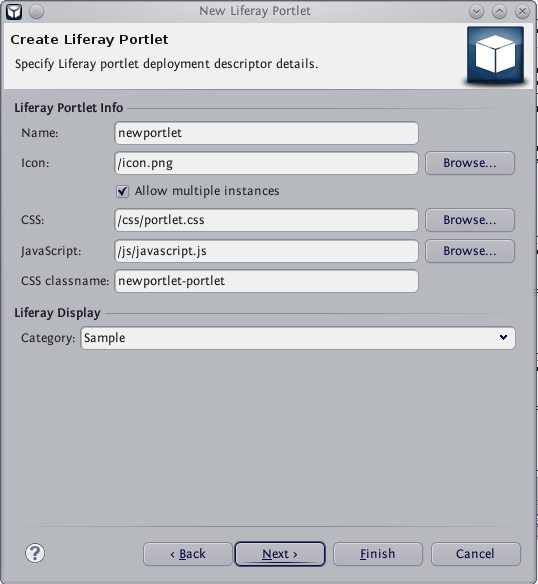 New Liferay Portlet
Create Liferay Portlet
Specify Liferay portlet deployment descriptor details.
Liferay Portlet Info
Name: newportlet
Icon: /icon.png Browse...
Allow multiple instances
CSS: /css/portlet.css Browse...
JavaScript: /js/javascript.js Browse...
CSS classname: newportlet-portlet
Liferay Display
Category: Sample
? < Back Next > Finish Cancel